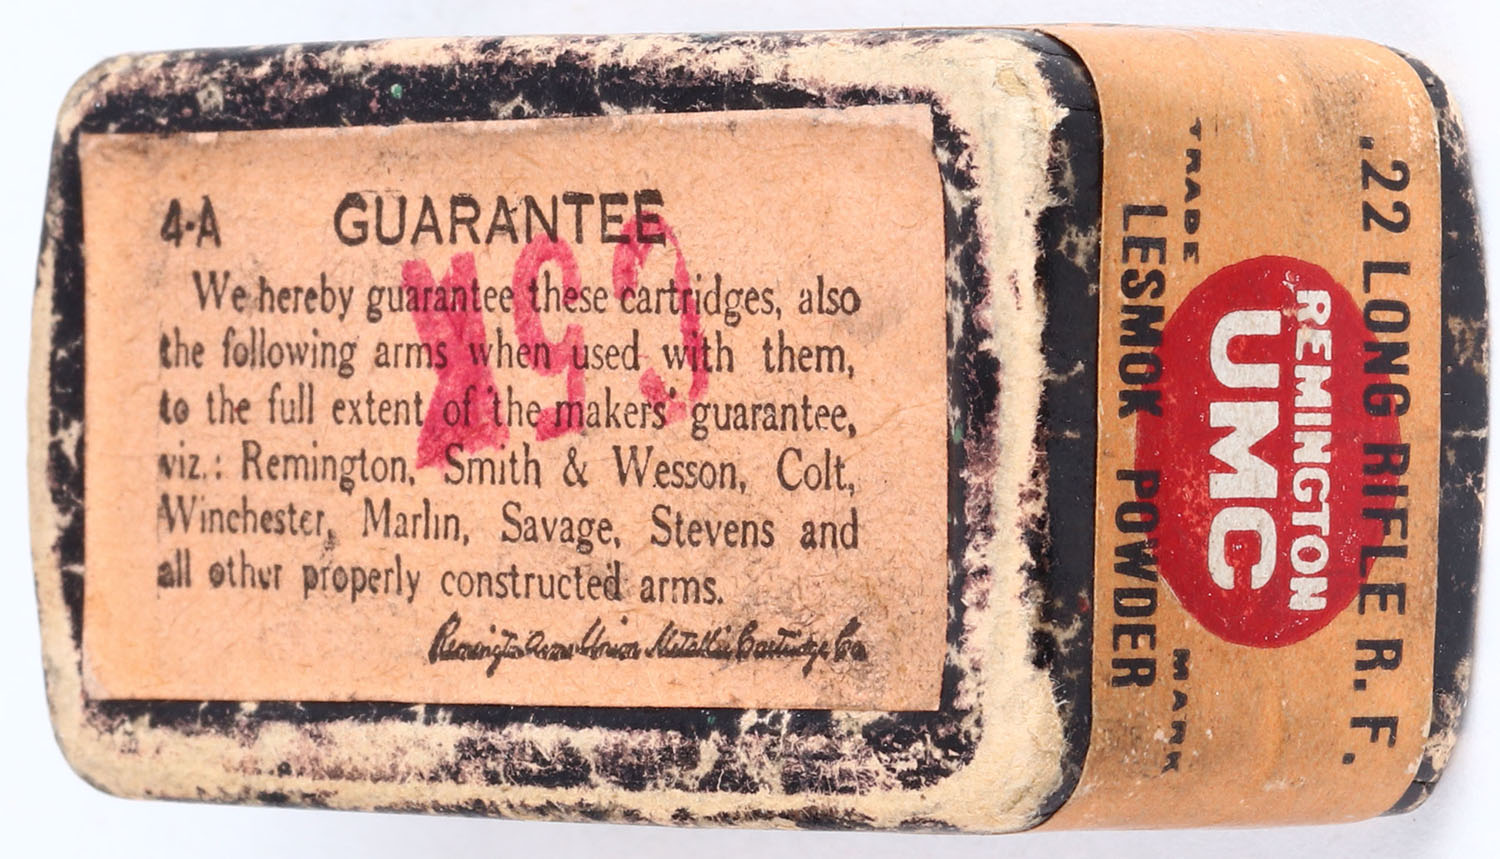 4-A GUARANTEE
We hereby guarantee these cartridges, also
the following arms when used with them,
to the full extent of the makers' guarantee,
viz.: Remington, Smith & Wesson, Colt,
Winchester, Marlin, Savage, Stevens and
all other properly constructed arms.
Remington Arms Union Metallic Cartridge Co
.22 LONG RIFLE R. F.
REMINGTON
UMC
TRADE MARK
LESMOK POWDER